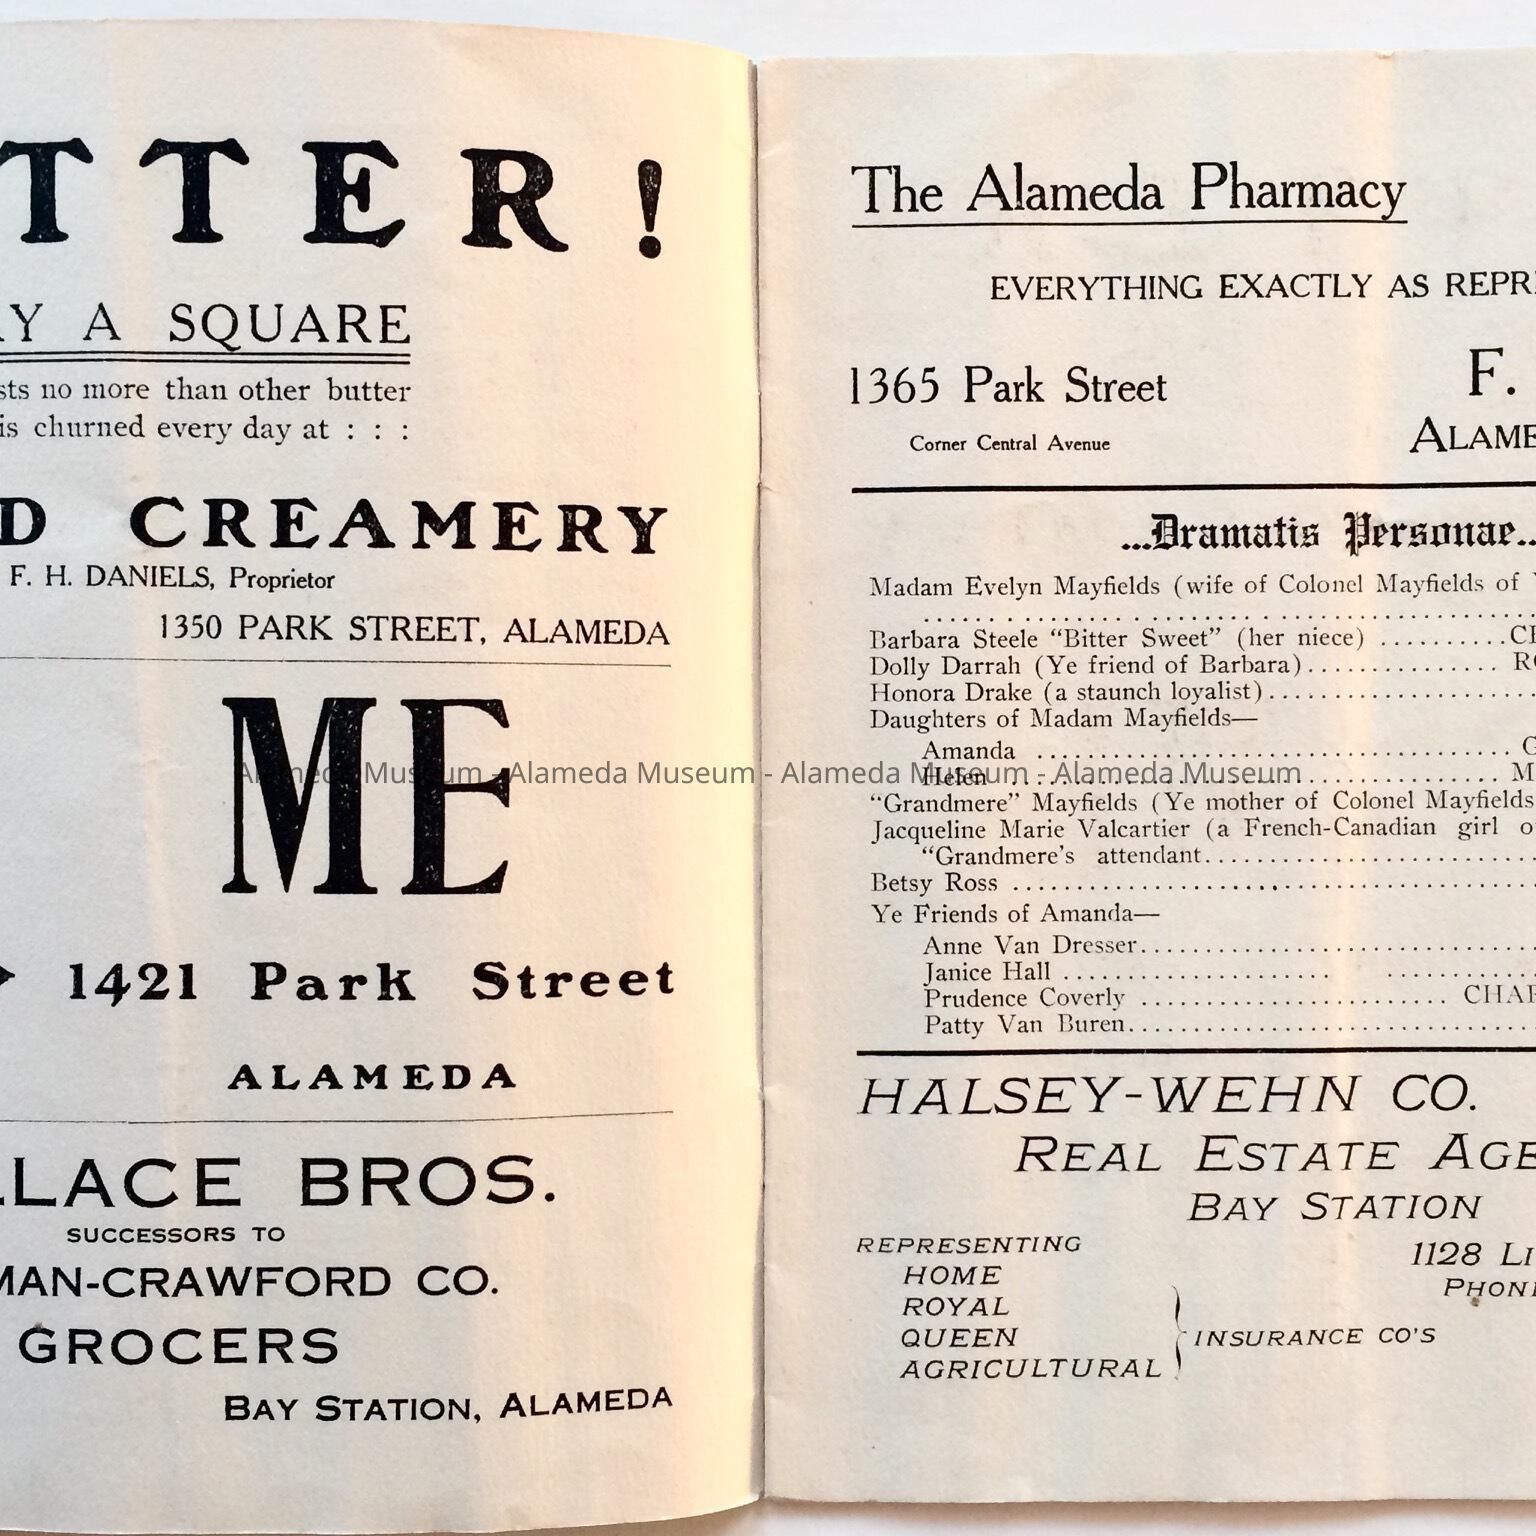 TTER!
A SQUARE
no more than other butter
is churned every day at : : :
CREAMERY
F. H. DANIELS, Proprietor
1350 PARK STREET, ALAMEDA
ME
1421 Park Street
ALAMEDA
LACE BROS.
SUCCESSORS TO
MAN-CRAWFORD CO.
GROCERS
BAY STATION, ALAMEDA
The Alameda Pharmacy
EVERYTHING EXACTLY AS REPR
1365 Park Street
F.
Corner Central Avenue
ALAME
...Dramatis Personae...
Madam Evelyn Mayfields (wife of Colonel Mayfields of
Barbara Steele "Bitter Sweet" (her niece) ..........
Dolly Darrah (Ye friend of Barbara)...............
Honora Drake (a staunch loyalist)......................
Daughters of Madam Mayfields—
Amanda ......................................
Helen ........................................
"Grandmere" Mayfields (Ye mother of Colonel Mayfields
Jacqueline Marie Valcartier (a French-Canadian girl
"Grandmere's attendant...........................
Betsy Ross ..........................................
Ye Friends of Amanda—
Anne Van Dresser................................
Janice Hall .....................................
Prudence Coverly ........................ CHAR
Patty Van Buren.................................
HALSEY-WEHN CO.
REAL ESTATE AGE
BAY STATION
REPRESENTING
1128 LI
HOME
PHON
ROYAL
QUEEN
INSURANCE CO'S
AGRICULTURAL
Alameda Museum - Alameda Museum - Alameda Museum - Alameda Museum